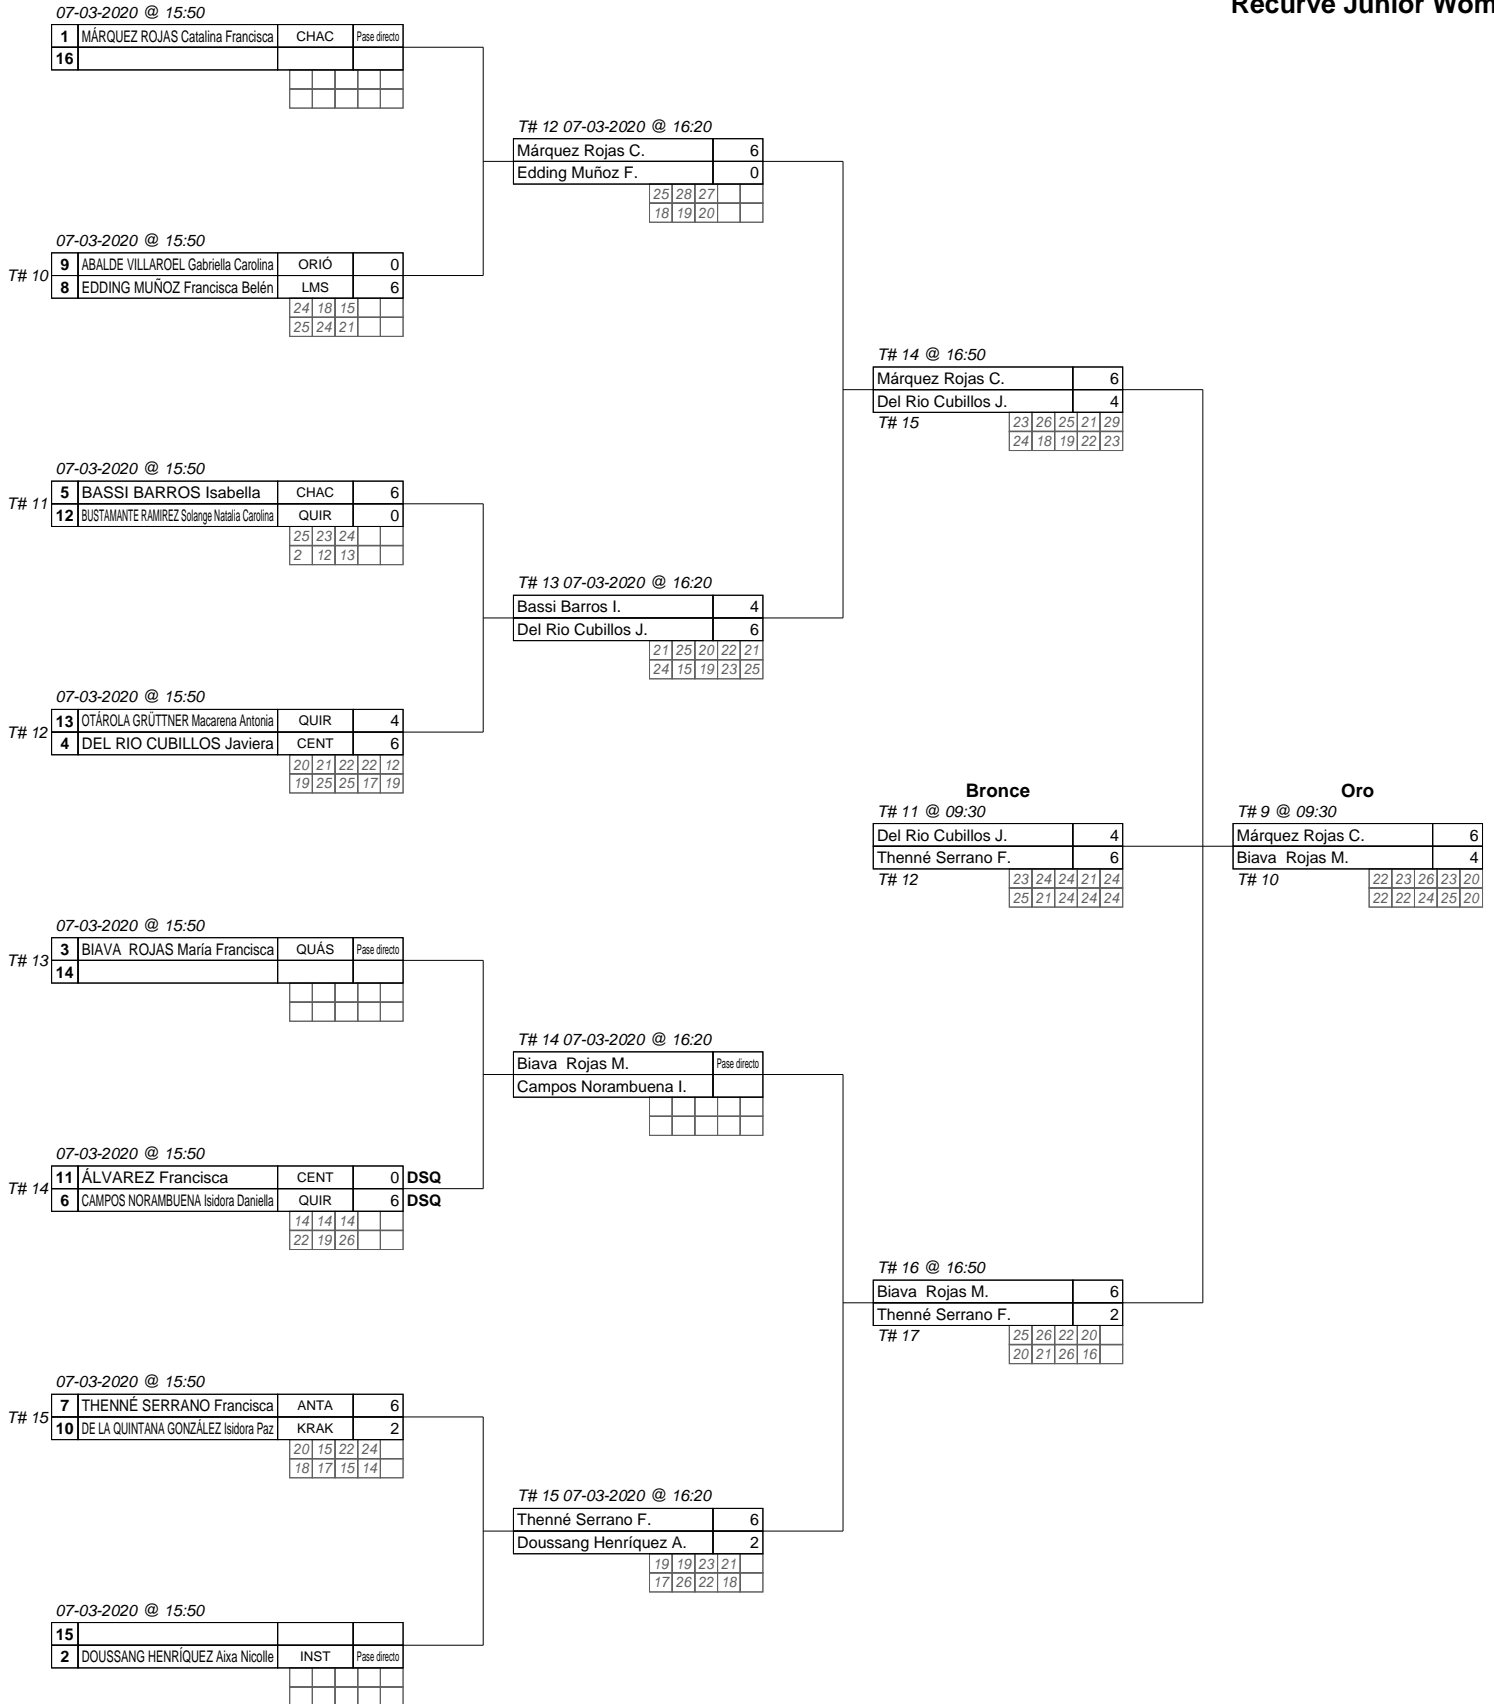 Recurve Junior Wom
07-03-2020 @ 15:50
1 MÁRQUEZ ROJAS Catalina Francisca CHAC Pase directo
16
T# 12 07-03-2020 @ 16:20
Márquez Rojas C. 6
Edding Muñoz F. 0
25 28 27
18 19 20
07-03-2020 @ 15:50
T# 10
9 ABALDE VILLAROEL Gabriella Carolina ORIÓ 0
8 EDDING MUÑOZ Francisca Belén LMS 6
24 18 15
25 24 21
T# 14 @ 16:50
Márquez Rojas C. 6
Del Rio Cubillos J. 4
T# 15 23 26 25 21 29
24 18 19 22 23
07-03-2020 @ 15:50
T# 11
5 BASSI BARROS Isabella CHAC 6
12 BUSTAMANTE RAMIREZ Solange Natalia Carolina QUIR 0
25 23 24
2 12 13
T# 13 07-03-2020 @ 16:20
Bassi Barros I. 4
Del Rio Cubillos J. 6
21 25 20 22 21
24 15 19 23 25
07-03-2020 @ 15:50
T# 12
13 OTÁROLA GRÜTTNER Macarena Antonia QUIR 4
4 DEL RIO CUBILLOS Javiera CENT 6
20 21 22 22 12
19 25 25 17 19
Bronce
T# 11 @ 09:30
Del Rio Cubillos J. 4
Thenné Serrano F. 6
T# 12 23 24 24 21 24
25 21 24 24 24
Oro
T# 9 @ 09:30
Márquez Rojas C. 6
Biava Rojas M. 4
T# 10 22 23 26 23 20
22 22 24 25 20
07-03-2020 @ 15:50
T# 13
3 BIAVA ROJAS María Francisca QUÁS Pase directo
14
T# 14 07-03-2020 @ 16:20
Biava Rojas M. Pase directo
Campos Norambuena I.
07-03-2020 @ 15:50
T# 14
11 ÁLVAREZ Francisca CENT 0 DSQ
6 CAMPOS NORAMBUENA Isidora Daniella QUIR 6 DSQ
14 14 14
22 19 26
T# 16 @ 16:50
Biava Rojas M. 6
Thenné Serrano F. 2
T# 17 25 26 22 20
20 21 26 16
07-03-2020 @ 15:50
T# 15
7 THENNÉ SERRANO Francisca ANTA 6
10 DE LA QUINTANA GONZÁLEZ Isidora Paz KRAK 2
20 15 22 24
18 17 15 14
T# 15 07-03-2020 @ 16:20
Thenné Serrano F. 6
Doussang Henríquez A. 2
19 19 23 21
17 26 22 18
07-03-2020 @ 15:50
15
2 DOUSSANG HENRÍQUEZ Aixa Nicolle INST Pase directo